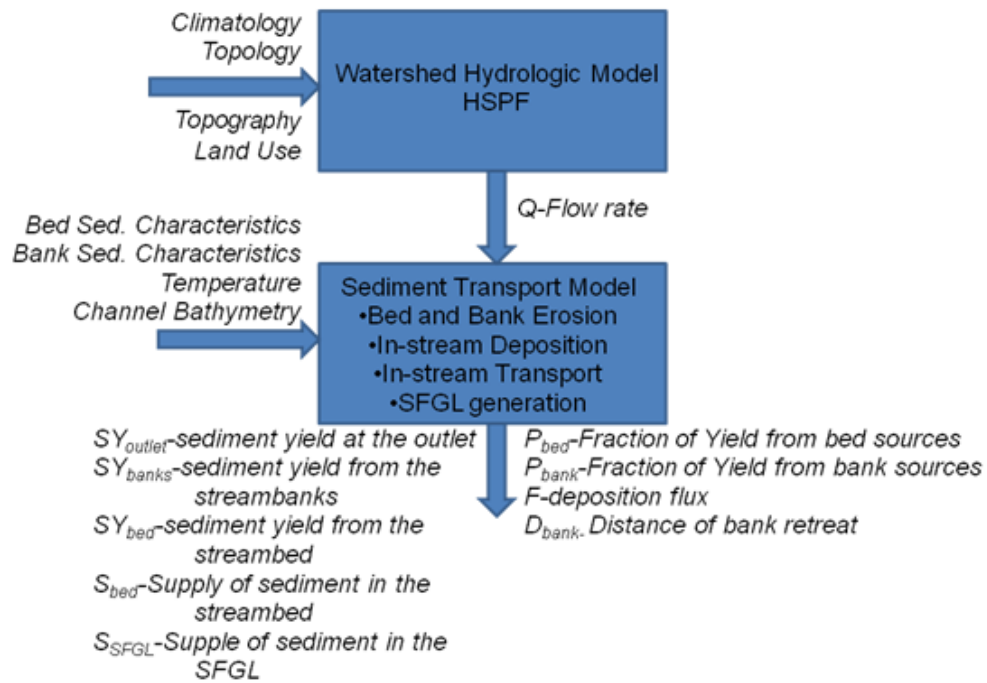 Climatology
Topology
Topography
Land Use
Watershed Hydrologic Model
HSPF
Q-Flow rate
Bed Sed. Characteristics
Bank Sed. Characteristics
Temperature
Channel Bathymetry
Sediment Transport Model
•Bed and Bank Erosion
•In-stream Deposition
•In-stream Transport
•SFGL generation
SYoutlet-sediment yield at the outlet
SYbanks-sediment yield from the
streambanks
SYbed-sediment yield from the
streambed
Sbed-Supply of sediment in the
streambed
SSFGL-Supple of sediment in the
SFGL
Pbed-Fraction of Yield from bed sources
Pbank-Fraction of Yield from bank sources
F-deposition flux
Dbank- Distance of bank retreat